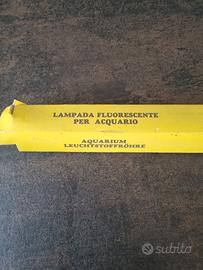 LAMPADA FLUORESCENTE
PER ACQUARIO
AQUARIUM
LEUCHTSTOFFRÖHRE
subito